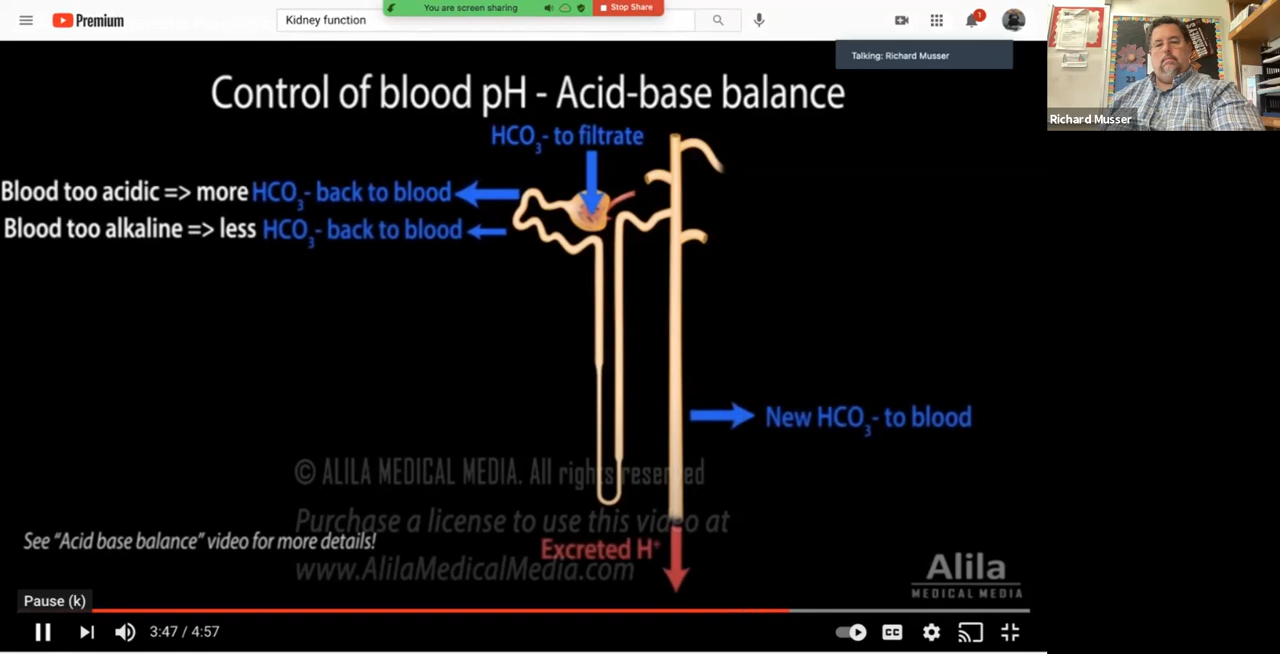 Premium
Kidney function
You are screen sharing
Stop Share
1
Talking: Richard Musser
Richard Musser
23
Control of blood pH - Acid-base balance
HCO3- to filtrate
Blood too acidic => more HCO3- back to blood
Blood too alkaline => less HCO3- back to blood
New HCO3- to blood
© ALILA MEDICAL MEDIA. All rights reserved
Purchase a license to use this video at
www.AlilaMedicalMedia.com
See “Acid base balance” video for more details!
Excreted H+
Alila
MEDICAL MEDIA
Pause (k)
3:47 / 4:57
CC